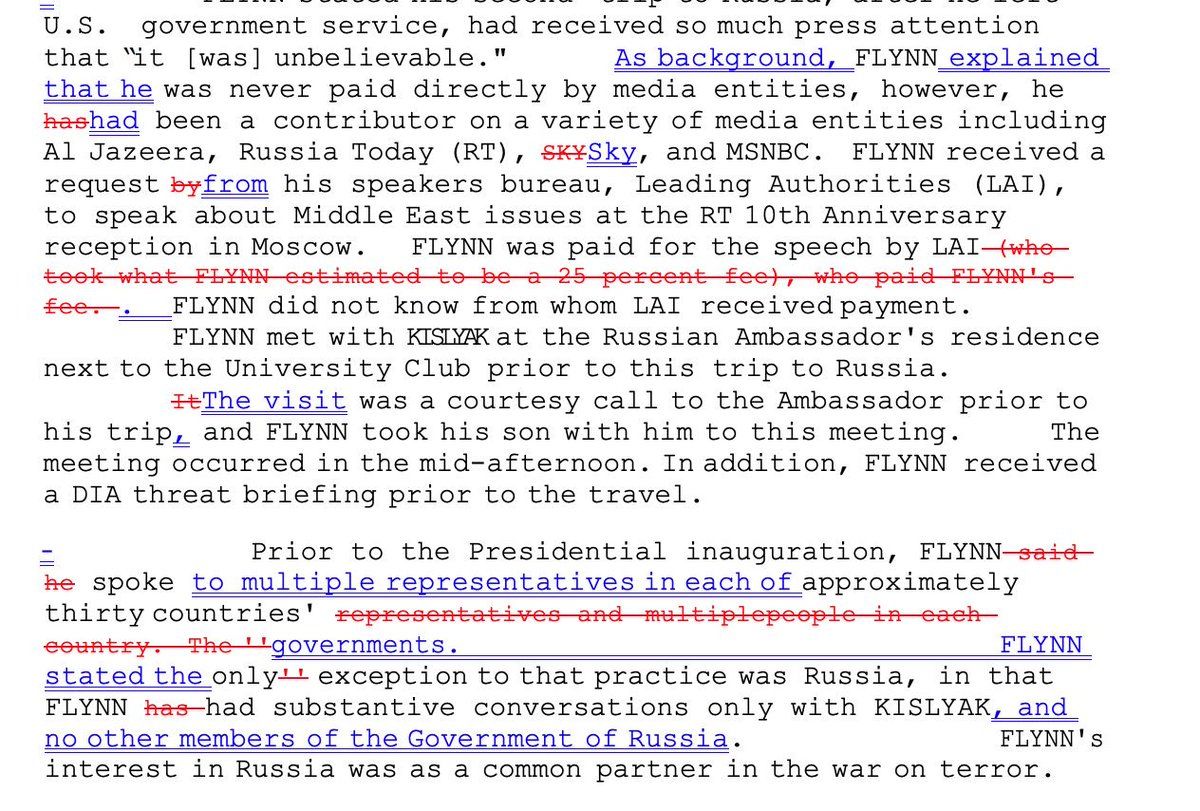 FLYNN stated his second trip to Russia, after he left
U.S. government service, had received so much press attention
that “it [was] unbelievable." As background, FLYNN explained
that he was never paid directly by media entities, however, he
hashad been a contributor on a variety of media entities including
Al Jazeera, Russia Today (RT), SKYSky, and MSNBC. FLYNN received a
request byfrom his speakers bureau, Leading Authorities (LAI),
to speak about Middle East issues at the RT 10th Anniversary
reception in Moscow. FLYNN was paid for the speech by LAI (who
took what FLYNN estimated to be a 25 percent fee), who paid FLYNN's
fee. . FLYNN did not know from whom LAI received payment.
FLYNN met with KISLYAK at the Russian Ambassador's residence
next to the University Club prior to this trip to Russia.
ItThe visit was a courtesy call to the Ambassador prior to
his trip, and FLYNN took his son with him to this meeting. The
meeting occurred in the mid-afternoon. In addition, FLYNN received
a DIA threat briefing prior to the travel.
- Prior to the Presidential inauguration, FLYNN said
he spoke to multiple representatives in each of approximately
thirty countries' representatives and multiplepeople in each
country. The ''governments. FLYNN
stated the only'' exception to that practice was Russia, in that
FLYNN has had substantive conversations only with KISLYAK, and
no other members of the Government of Russia. FLYNN's
interest in Russia was as a common partner in the war on terror.